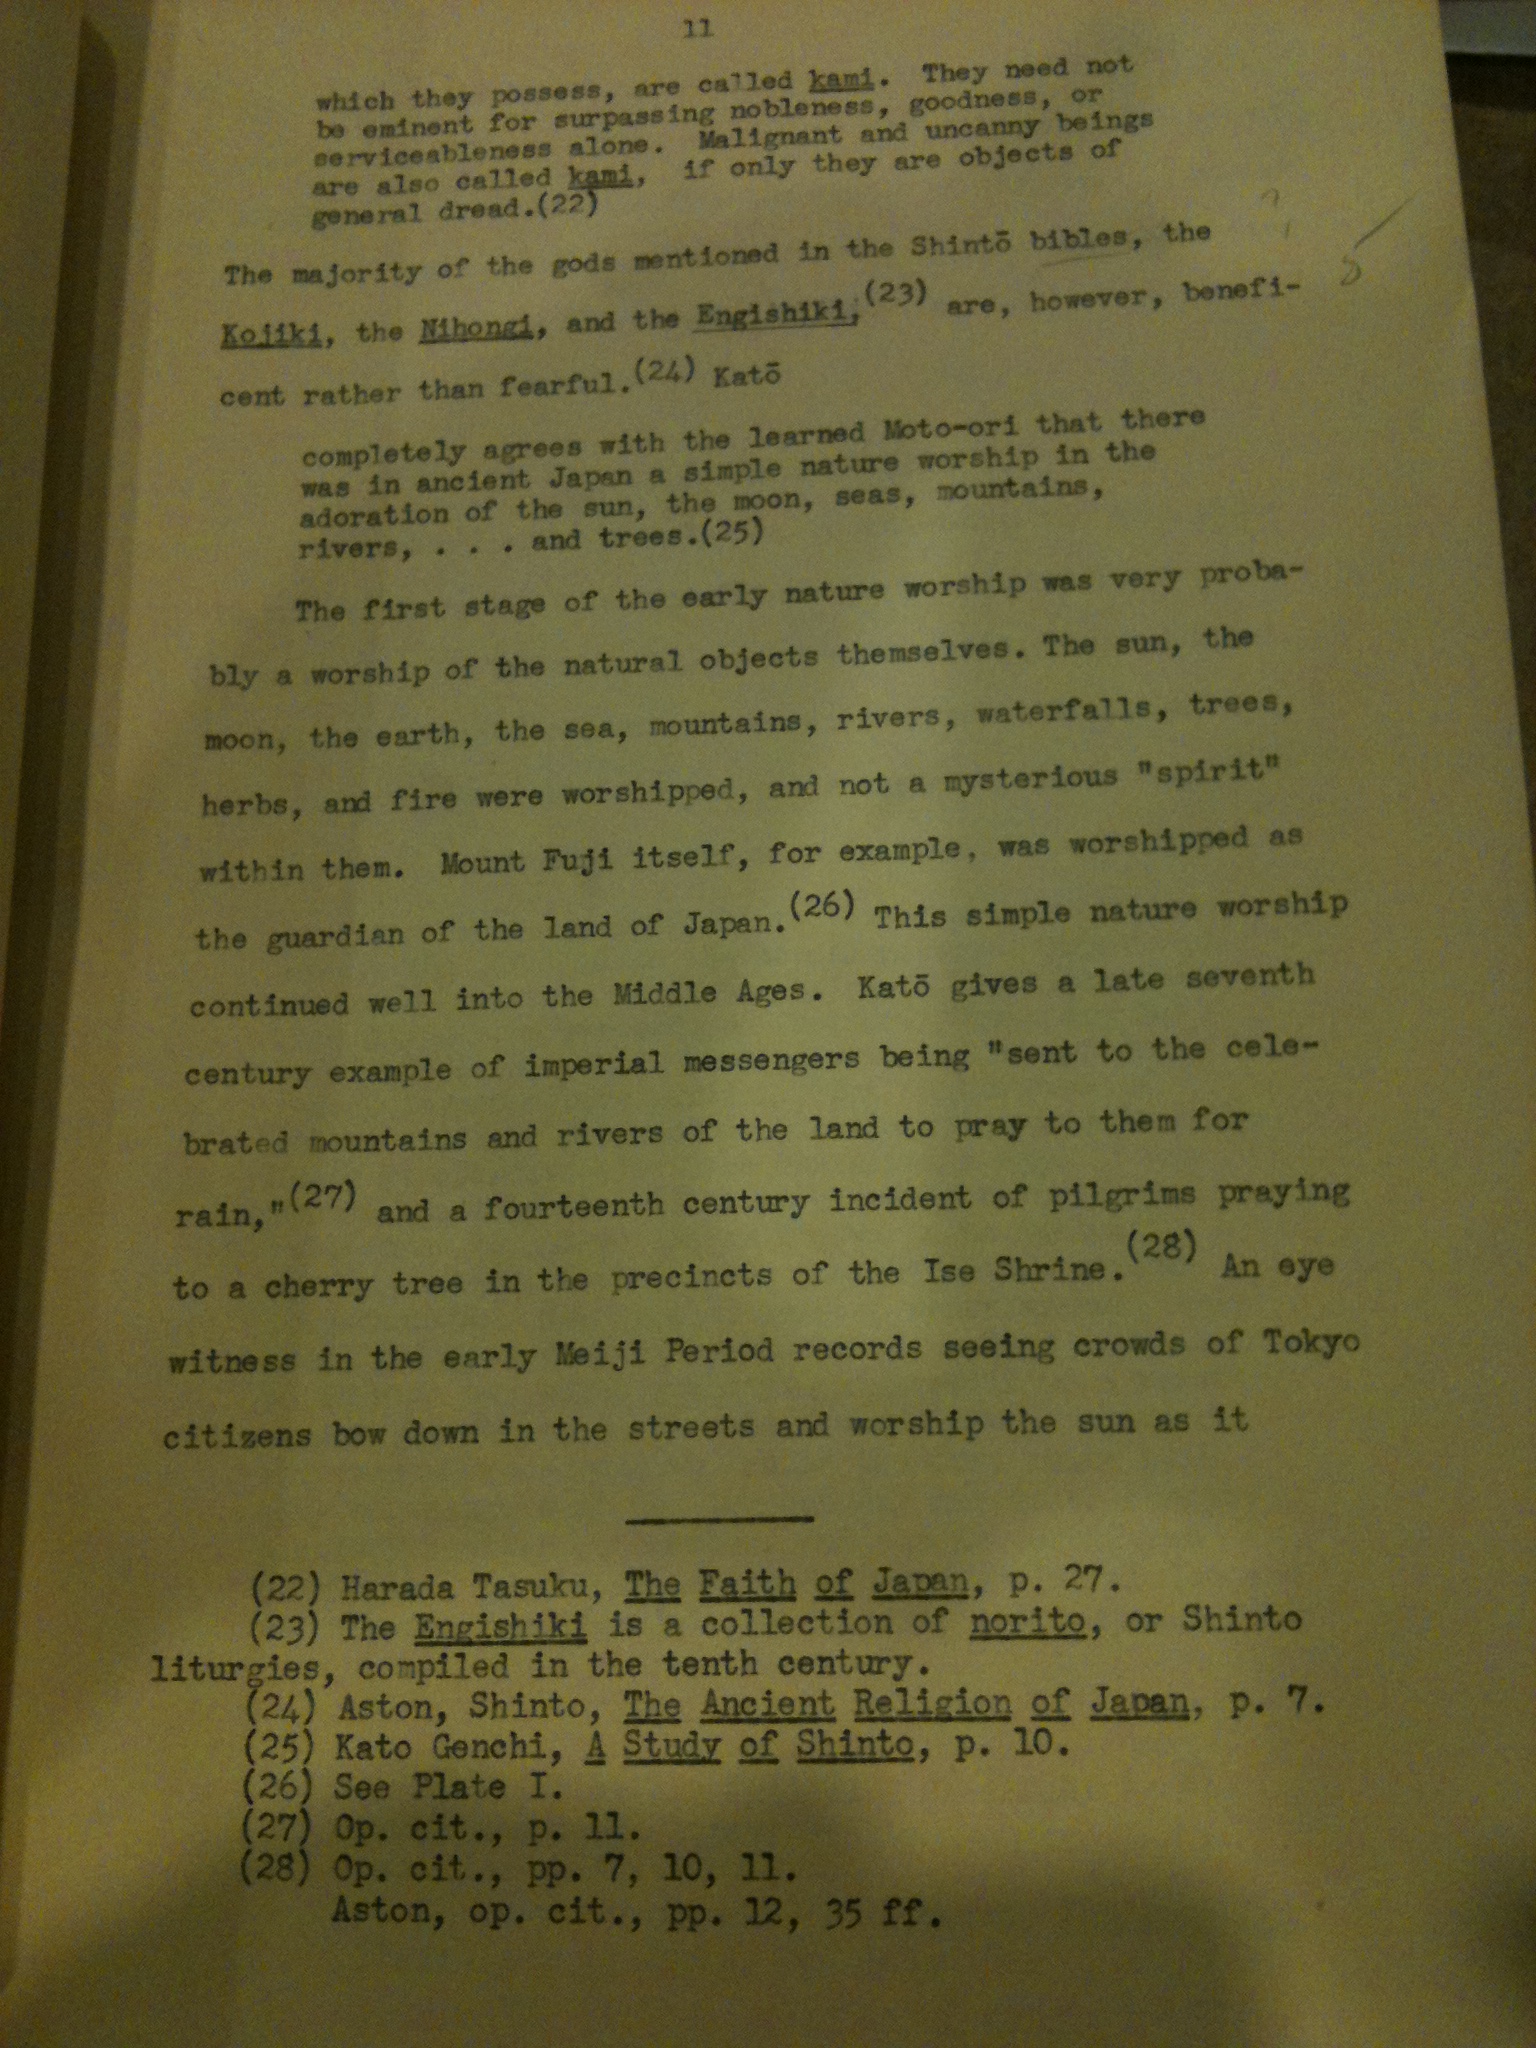 11
which they possess, are called kami. They need not
be eminent for surpassing nobleness, goodness, or
serviceableness alone. Malignant and uncanny beings
are also called kami, if only they are objects of
general dread.(22)
The majority of the gods mentioned in the Shintō bibles, the
Kojiki, the Nihongi, and the Engishiki,(23) are, however, benefi-
cent rather than fearful.(24) Katō
completely agrees with the learned Moto-ori that there
was in ancient Japan a simple nature worship in the
adoration of the sun, the moon, seas, mountains,
rivers, . . . and trees.(25)
The first stage of the early nature worship was very proba-
bly a worship of the natural objects themselves. The sun, the
moon, the earth, the sea, mountains, rivers, waterfalls, trees,
herbs, and fire were worshipped, and not a mysterious "spirit"
within them. Mount Fuji itself, for example, was worshipped as
the guardian of the land of Japan.(26) This simple nature worship
continued well into the Middle Ages. Katō gives a late seventh
century example of imperial messengers being "sent to the cele-
brated mountains and rivers of the land to pray to them for
rain,"(27) and a fourteenth century incident of pilgrims praying
to a cherry tree in the precincts of the Ise Shrine.(28) An eye
witness in the early Meiji Period records seeing crowds of Tokyo
citizens bow down in the streets and worship the sun as it
(22) Harada Tasuku, The Faith of Japan, p. 27.
(23) The Engishiki is a collection of norito, or Shinto
liturgies, compiled in the tenth century.
(24) Aston, Shinto, The Ancient Religion of Japan, p. 7.
(25) Kato Genchi, A Study of Shinto, p. 10.
(26) See Plate I.
(27) Op. cit., p. 11.
(28) Op. cit., pp. 7, 10, 11.
Aston, op. cit., pp. 12, 35 ff.